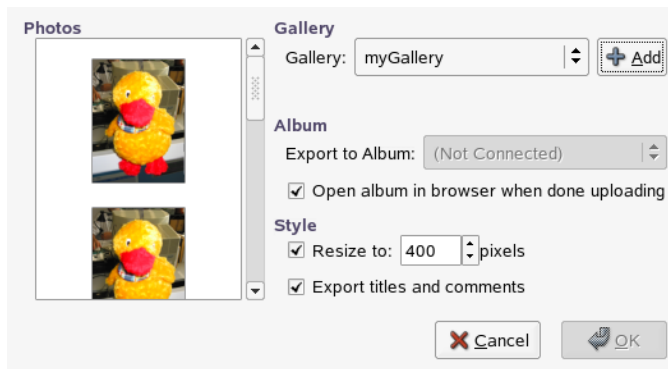 Photos
Gallery
Gallery: myGallery Add
Album
Export to Album: (Not Connected)
Open album in browser when done uploading
Style
Resize to: 400 pixels
Export titles and comments
Cancel OK